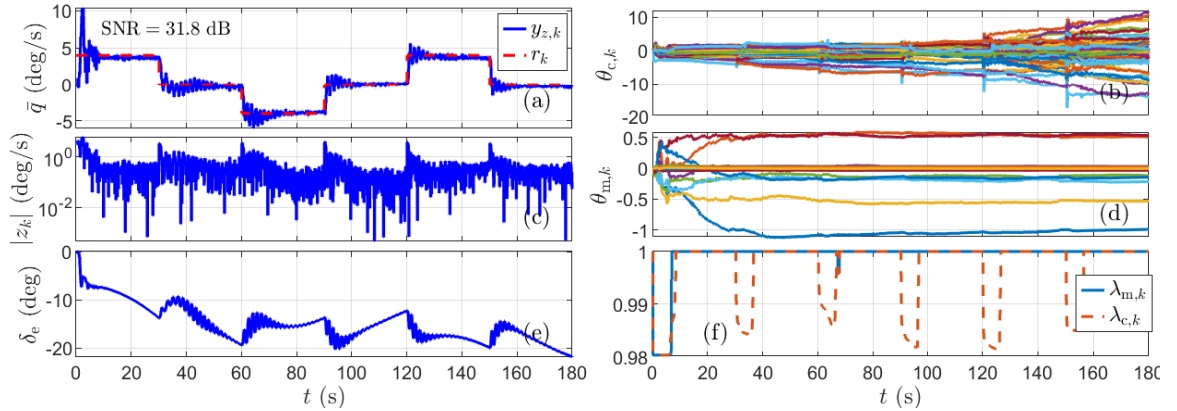 SNR = 31.8 dB
y_{z,k}
r_k
10
5
0
-5
q̄ (deg/s)
(a)
10^0
10^{-2}
|z_k| (deg/s)
(c)
0
-10
-20
δ_e (deg)
(e)
0 20 40 60 80 100 120 140 160 180
t (s)
10
0
-10
-20
θ_{c,k}
(b)
0.5
0
-0.5
-1
θ_{m,k}
(d)
1
0.99
0.98
λ_{m,k}
λ_{c,k}
(f)
0 20 40 60 80 100 120 140 160 180
t (s)